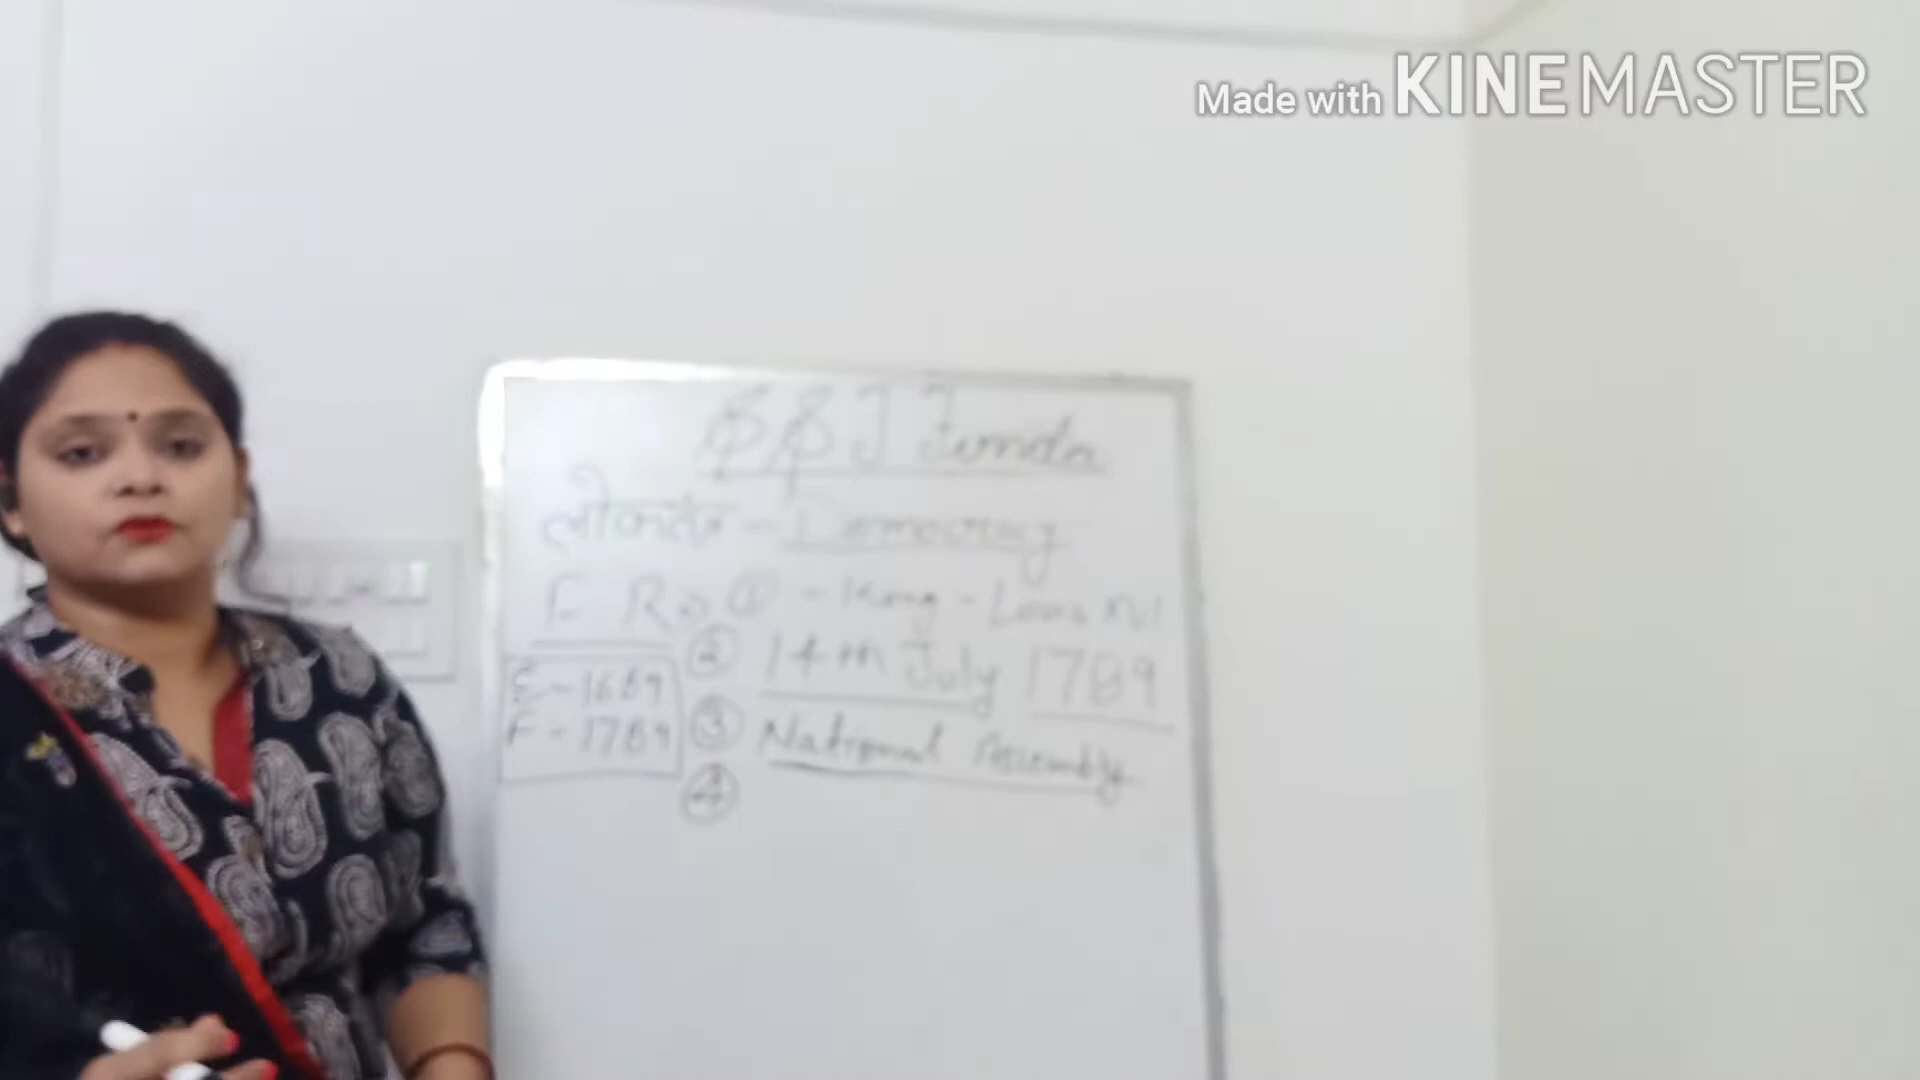 Made with KINEMASTER
Funda
लोकतंत्र - Democracy
F R ① - King - Louis XVI
② 14th July 1789
E - 1689
F - 1789
③ National Assembly
④